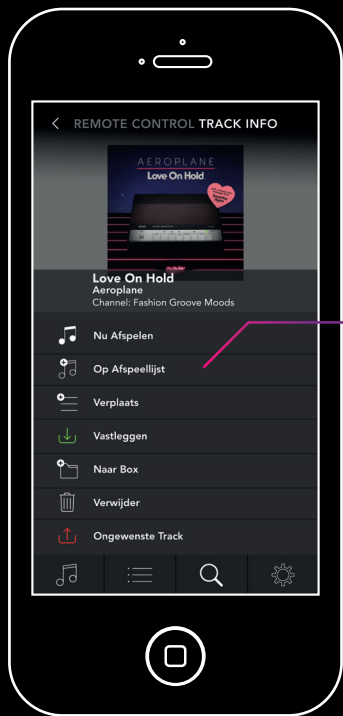 REMOTE CONTROL TRACK INFO
AEROPLANE
Love On Hold
Love On Hold
Aeroplane
Channel: Fashion Groove Moods
Nu Afspelen
Op Afspeellijst
Verplaats
Vastleggen
Naar Box
Verwijder
Ongewenste Track